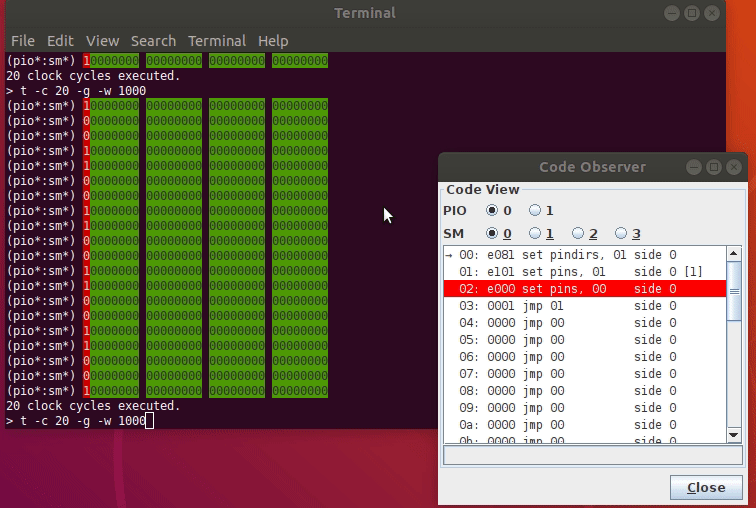 Terminal
File Edit View Search Terminal Help
(pio*:sm*) 10000000 00000000 00000000 00000000
20 clock cycles executed.
> t -c 20 -g -w 1000
(pio*:sm*) 10000000 00000000 00000000 00000000
(pio*:sm*) 00000000 00000000 00000000 00000000
(pio*:sm*) 00000000 00000000 00000000 00000000
(pio*:sm*) 10000000 00000000 00000000 00000000
(pio*:sm*) 10000000 00000000 00000000 00000000
(pio*:sm*) 00000000 00000000 00000000 00000000
(pio*:sm*) 00000000 00000000 00000000 00000000
(pio*:sm*) 10000000 00000000 00000000 00000000
(pio*:sm*) 10000000 00000000 00000000 00000000
(pio*:sm*) 00000000 00000000 00000000 00000000
(pio*:sm*) 00000000 00000000 00000000 00000000
(pio*:sm*) 10000000 00000000 00000000 00000000
(pio*:sm*) 10000000 00000000 00000000 00000000
(pio*:sm*) 00000000 00000000 00000000 00000000
(pio*:sm*) 00000000 00000000 00000000 00000000
(pio*:sm*) 10000000 00000000 00000000 00000000
(pio*:sm*) 10000000 00000000 00000000 00000000
(pio*:sm*) 00000000 00000000 00000000 00000000
(pio*:sm*) 00000000 00000000 00000000 00000000
(pio*:sm*) 10000000 00000000 00000000 00000000
20 clock cycles executed.
> t -c 20 -g -w 1000
Code Observer
Code View
PIO 0 1
SM 0 1 2 3
→ 00: e081 set pindirs, 01 side 0
01: e101 set pins, 01 side 0 [1]
02: e000 set pins, 00 side 0
03: 0001 jmp 01 side 0
04: 0000 jmp 00 side 0
05: 0000 jmp 00 side 0
06: 0000 jmp 00 side 0
07: 0000 jmp 00 side 0
08: 0000 jmp 00 side 0
09: 0000 jmp 00 side 0
0a: 0000 jmp 00 side 0
0b: 0000 jmp 00 side 0
Close